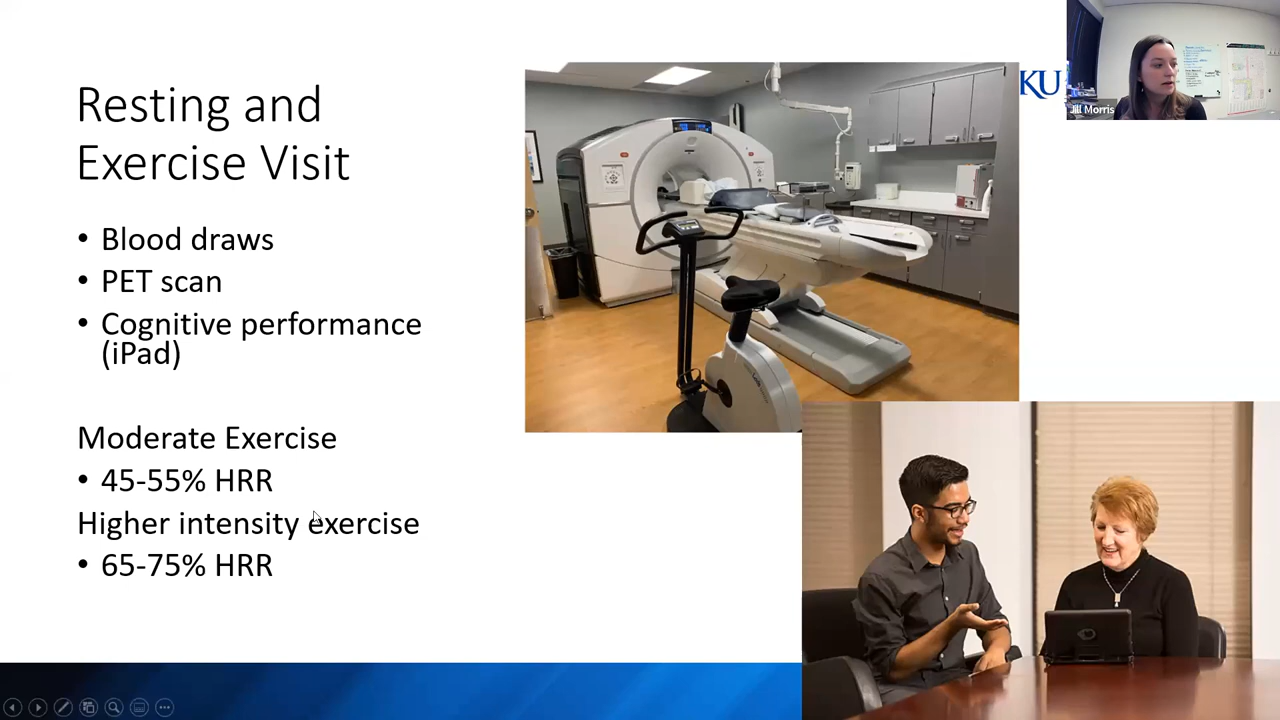 Resting and
Exercise Visit
• Blood draws
• PET scan
• Cognitive performance
(iPad)
Moderate Exercise
• 45-55% HRR
Higher intensity exercise
• 65-75% HRR
KU
Jill Morris